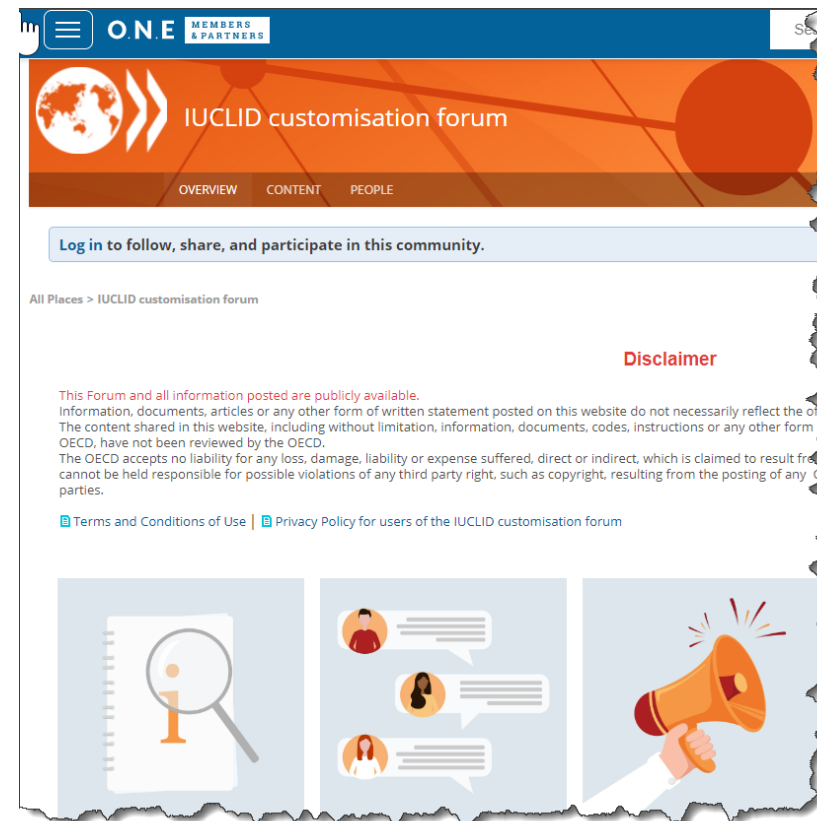 O.N.E MEMBERS
& PARTNERS
IUCLID customisation forum
OVERVIEW CONTENT PEOPLE
Log in to follow, share, and participate in this community.
All Places > IUCLID customisation forum
Disclaimer
This Forum and all information posted are publicly available.
Information, documents, articles or any other form of written statement posted on this website do not necessarily reflect the
The content shared in this website, including without limitation, information, documents, codes, instructions or any other form
OECD, have not been reviewed by the OECD.
The OECD accepts no liability for any loss, damage, liability or expense suffered, direct or indirect, which is claimed to result
cannot be held responsible for possible violations of any third party right, such as copyright, resulting from the posting of any
parties.
Terms and Conditions of Use | Privacy Policy for users of the IUCLID customisation forum
i